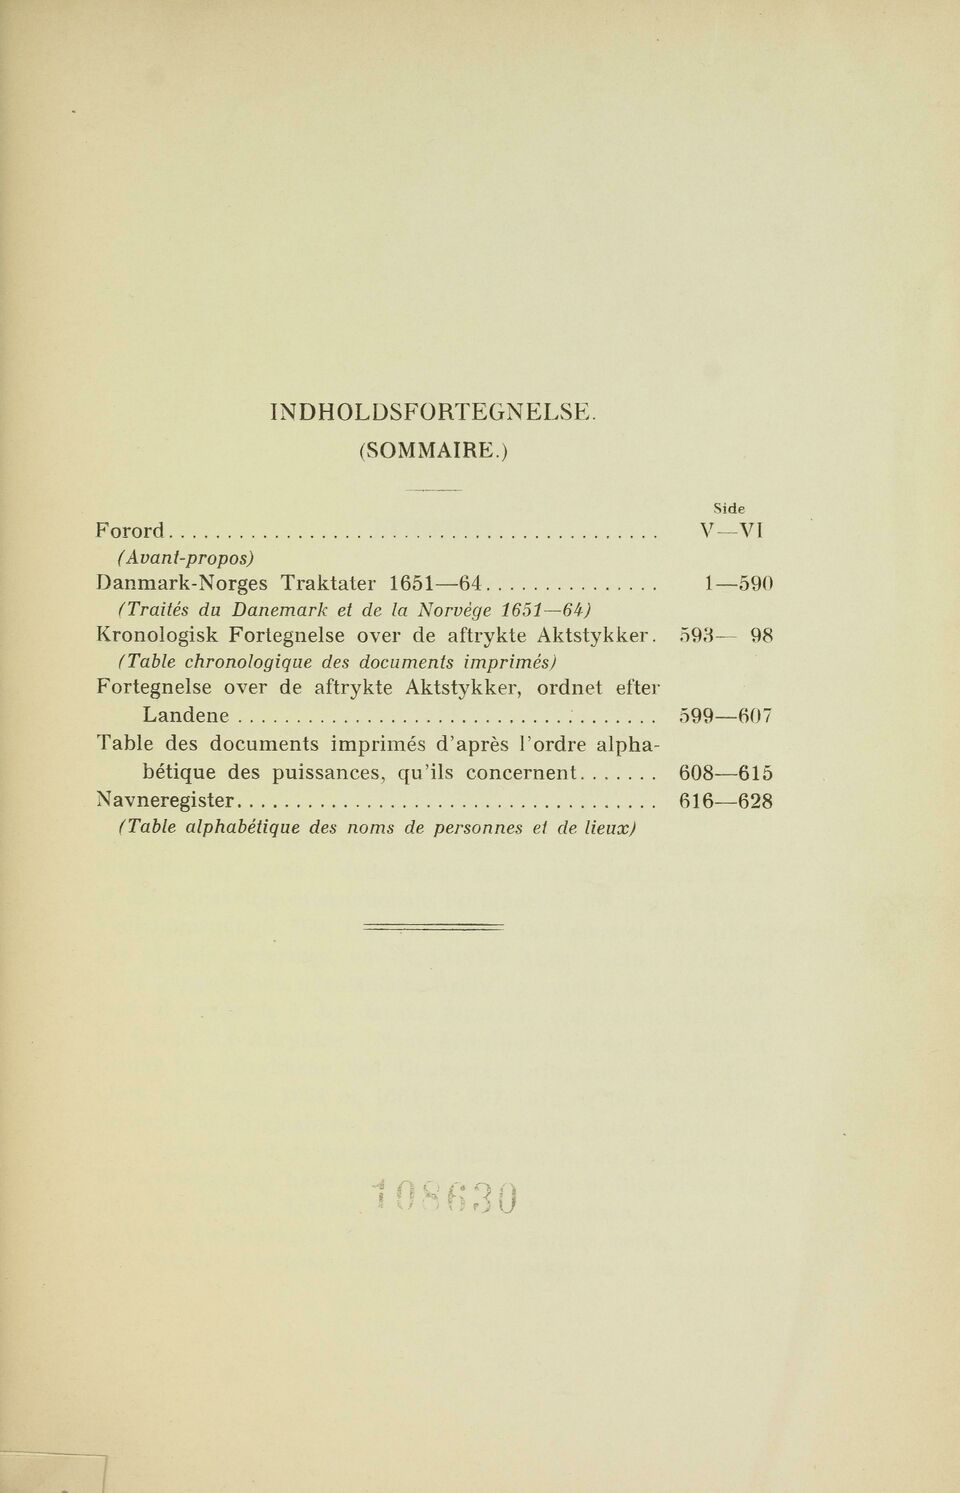 INDHOLDSFORTEGNELSE.
(SOMMAIRE.)
Side
Forord.......................................... V—VI
(Avant-propos)
Danmark-Norges Traktater 1651—64............... 1—590
(Traités du Danemark et de la Norvège 1651—64)
Kronologisk Fortegnelse over de aftrykte Aktstykker. 593— 98
(Table chronologique des documents imprimés)
Fortegnelse over de aftrykte Aktstykker, ordnet efter
Landene.................................... 599—607
Table des documents imprimés d'après l'ordre alpha-
bétique des puissances, qu'ils concernent....... 608—615
Navneregister.................................... 616—628
(Table alphabétique des noms de personnes et de lieux)
108630